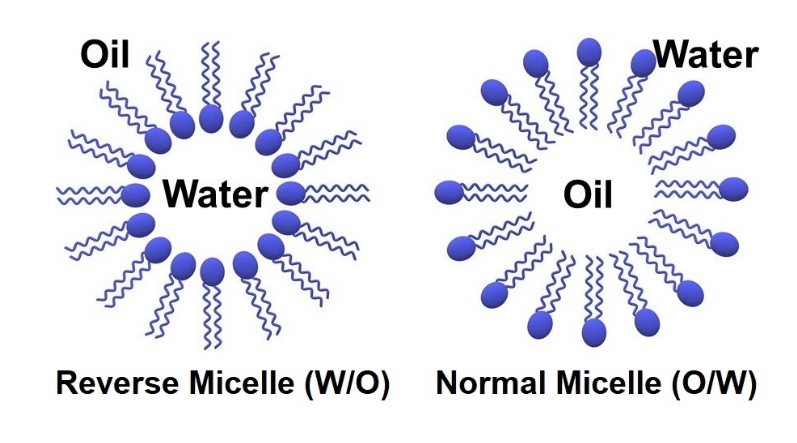 Oil
Water
Reverse Micelle (W/O)
Water
Oil
Normal Micelle (O/W)